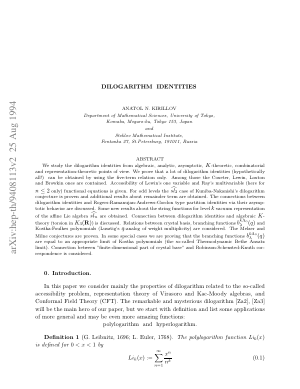 arXiv:hep-th/9408113v2 25 Aug 1994
DILOGARITHM IDENTITIES
ANATOL N. KIRILLOV
Department of Mathematical Sciences, University of Tokyo,
Komaba, Meguro-ku, Tokyo 153, Japan
and
Steklov Mathematical Institute,
Fontanka 27, St.Petersburg, 191011, Russia
ABSTRACT
We study the dilogarithm identities from algebraic, analytic, asymptotic, K-theoretic, combinatorial
and representation-theoretic points of view. We prove that a lot of dilogarithm identities (hypothetically
all!) can be obtained by using the five-term relation only. Among those the Coxeter, Lewin, Loxton
and Browkin ones are contained. Accessibility of Lewin's one variable and Ray's multivariable (here for
n ≤ 2 only) functional equations is given. For odd levels the sl2 case of Kuniba-Nakanishi's dilogarithm
conjecture is proven and additional results about remainder term are obtained. The connections between
dilogarithm identities and Rogers-Ramanujan-Andrews-Gordon type partition identities via their asymp-
totic behavior are discussed. Some new results about the string functions for level k vacuum representation
of the affine Lie algebra sln are obtained. Connection between dilogarithm identities and algebraic K-
theory (torsion in K3(R)) is discussed. Relations between crystal basis, branching functions
and
Kostka-Foulkes polynomials (Lusztig's q-analog of weight multiplicity) are considered. The Melzer and
Milne conjectures are proven. In some special cases we are proving that the branching functions
are equal to an appropriate limit of Kostka polynomials (the so-called Thermodynamic Bethe Ansatz
limit). Connection between "finite-dimensional part of crystal base" and Robinson-Schensted-Knuth cor-
respondence is considered.
0. Introduction.
In this paper we consider mainly the properties of dilogarithm related to the so-called
accessibility problem, representation theory of Virasoro and Kac-Moody algebras, and
Conformal Field Theory (CFT). The remarkable and mysterious dilogarithm [Za2], [Za3]
will be the main hero of our paper, but we start with definition and list some applications
of more general and may be even more amazing functions:
polylogarithm and hyperlogarithm.
Definition 1 (G. Leibnitz, 1696; L. Euler, 1768). The polylogarithm function Li_k(x)
is defined for 0 < x < 1 by
Li_k(x) := ∑_{n=1}^{∞} x^n/n^k. (0.1)